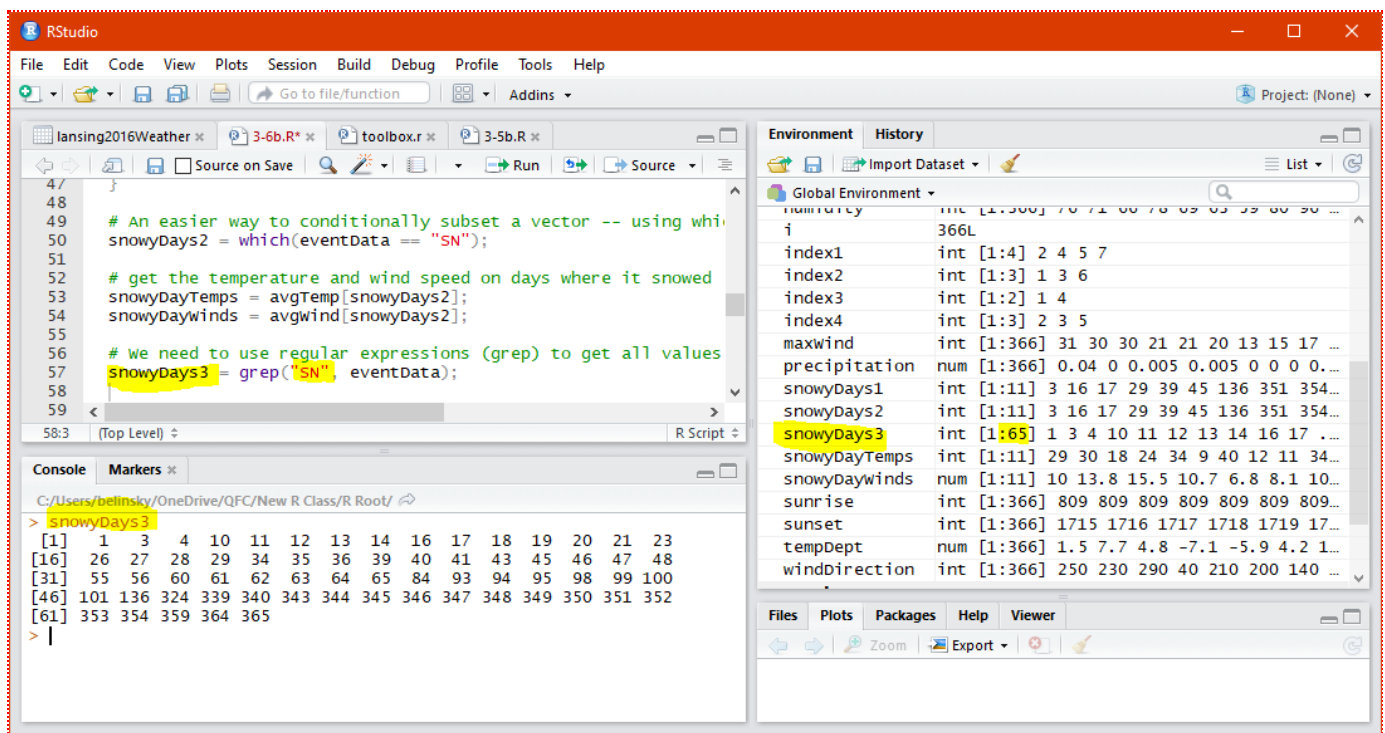 RStudio
File Edit Code View Plots Session Build Debug Profile Tools Help
Go to file/function Addins Project: (None)
lansing2016Weather 3-6b.R* toolbox.r 3-5b.R
Source on Save Run Source
47 }
48
49 # An easier way to conditionally subset a vector -- using whi
50 snowyDays2 = which(eventData == "SN");
51
52 # get the temperature and wind speed on days where it snowed
53 snowyDayTemps = avgTemp[snowyDays2];
54 snowyDayWinds = avgWind[snowyDays2];
55
56 # We need to use regular expressions (grep) to get all values
57 snowyDays3 = grep("SN", eventData);
58
59
58:3 (Top Level) R Script
Console Markers
C:/Users/belinsky/OneDrive/QFC/New R Class/R Root/
> snowyDays3
[1] 1 3 4 10 11 12 13 14 16 17 18 19 20 21 23
[16] 26 27 28 29 34 35 36 39 40 41 43 45 46 47 48
[31] 55 56 60 61 62 63 64 65 84 93 94 95 98 99 100
[46] 101 136 324 339 340 343 344 345 346 347 348 349 350 351 352
[61] 353 354 359 364 365
>
Environment History
Import Dataset List
Global Environment
humidity int [1:366] 70 71 66 78 69 63 59 80 90 …
i 366L
index1 int [1:4] 2 4 5 7
index2 int [1:3] 1 3 6
index3 int [1:2] 1 4
index4 int [1:3] 2 3 5
maxWind int [1:366] 31 30 30 21 21 20 13 15 17 …
precipitation num [1:366] 0.04 0 0.005 0.005 0 0 0 0.…
snowyDays1 int [1:11] 3 16 17 29 39 45 136 351 354…
snowyDays2 int [1:11] 3 16 17 29 39 45 136 351 354…
snowyDays3 int [1:65] 1 3 4 10 11 12 13 14 16 17 .…
snowyDayTemps int [1:11] 29 30 18 24 34 9 40 12 11 34…
snowyDayWinds num [1:11] 10 13.8 15.5 10.7 6.8 8.1 10…
sunrise int [1:366] 809 809 809 809 809 809 809…
sunset int [1:366] 1715 1716 1717 1718 1719 17…
tempDept num [1:366] 1.5 7.7 4.8 -7.1 -5.9 4.2 1…
windDirection int [1:366] 250 230 290 40 210 200 140 …
Files Plots Packages Help Viewer
Zoom Export